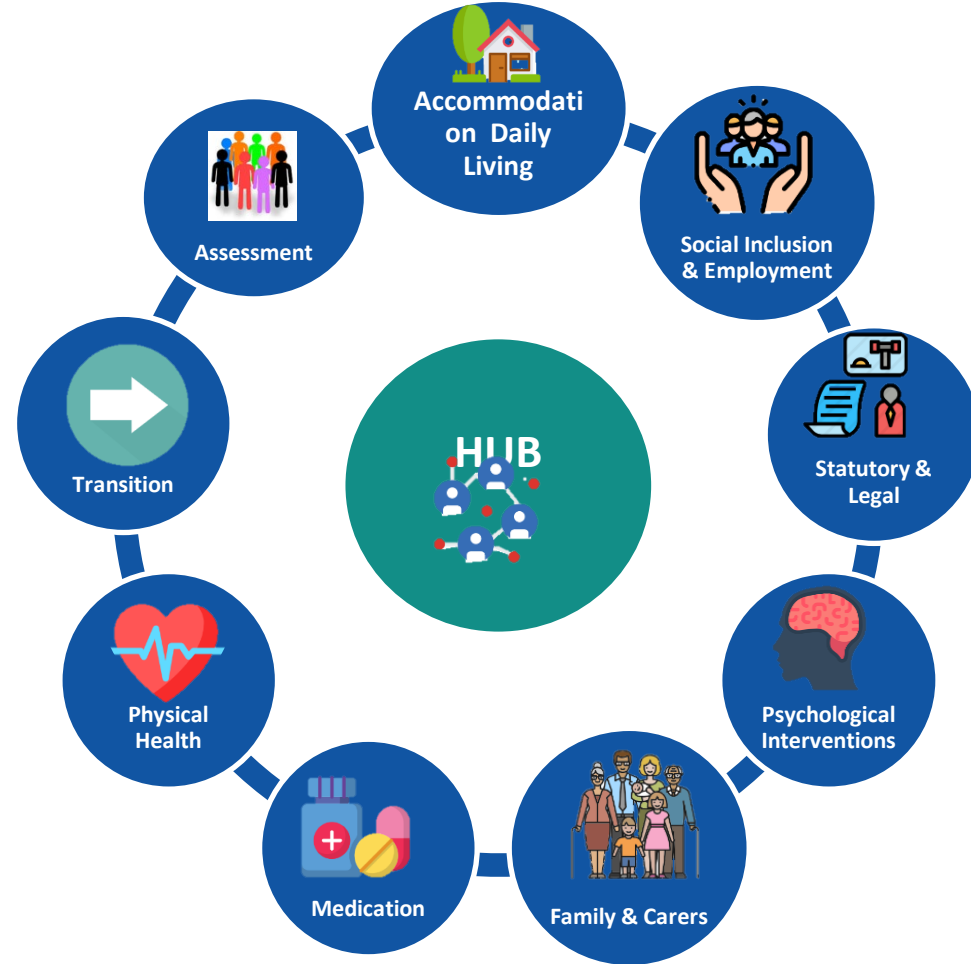 Accommodati
on Daily
Living
Social Inclusion
& Employment
Statutory &
Legal
Psychological
Interventions
Family & Carers
Medication
Physical
Health
Transition
Assessment
HUB